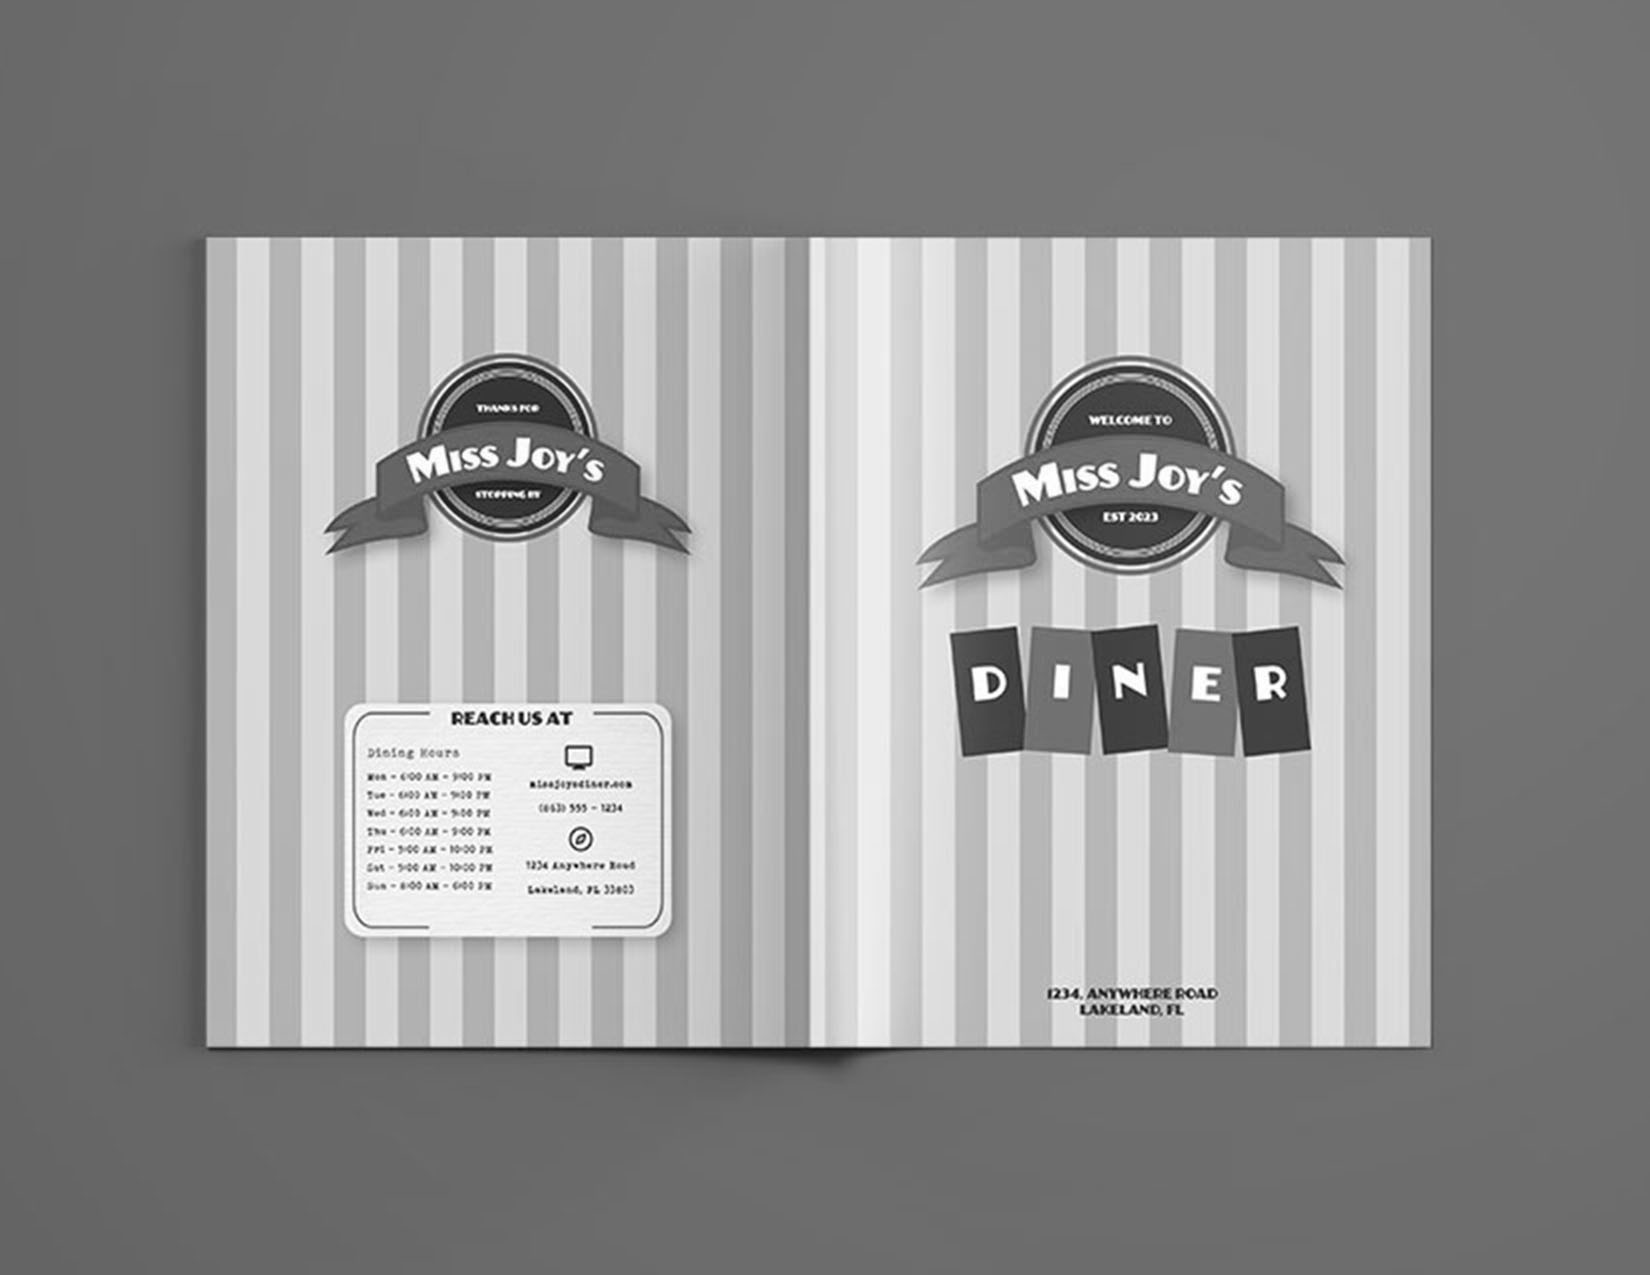 THANKS FOR
MISS JOY'S
STOPPING BY
REACH US AT
Dining Hours
Mon - 6:00 AM - 9:00 PM
Tue - 6:00 AM - 9:00 PM
Wed - 6:00 AM - 9:00 PM
Thu - 6:00 AM - 9:00 PM
Fri - 5:00 AM - 10:00 PM
Sat - 5:00 AM - 10:00 PM
Sun - 8:00 AM - 6:00 PM
missjoysdiner.com
(863) 555 - 1234
1234 Anywhere Road
Lakeland, FL 33803
WELCOME TO
MISS JOY'S
EST 2023
DINER
1234, ANYWHERE ROAD
LAKELAND, FL